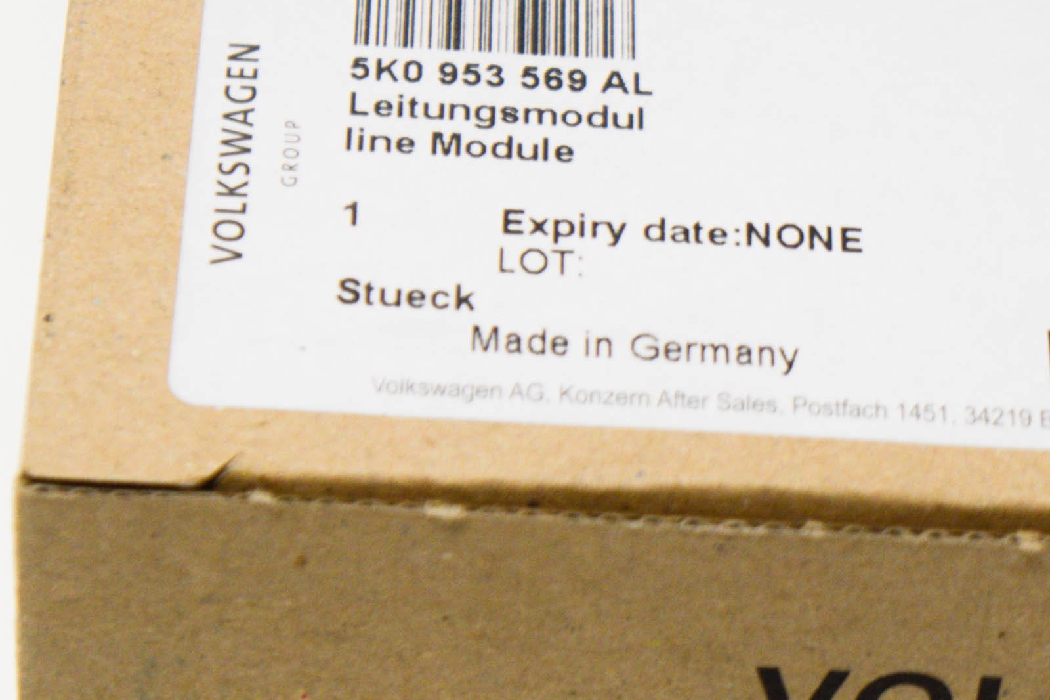 VOLKSWAGEN
GROUP
5K0 953 569 AL
Leitungsmodul
line Module
1
Expiry date:NONE
LOT:
Stueck
Made in Germany
Volkswagen AG, Konzern After Sales, Postfach 1451, 34219